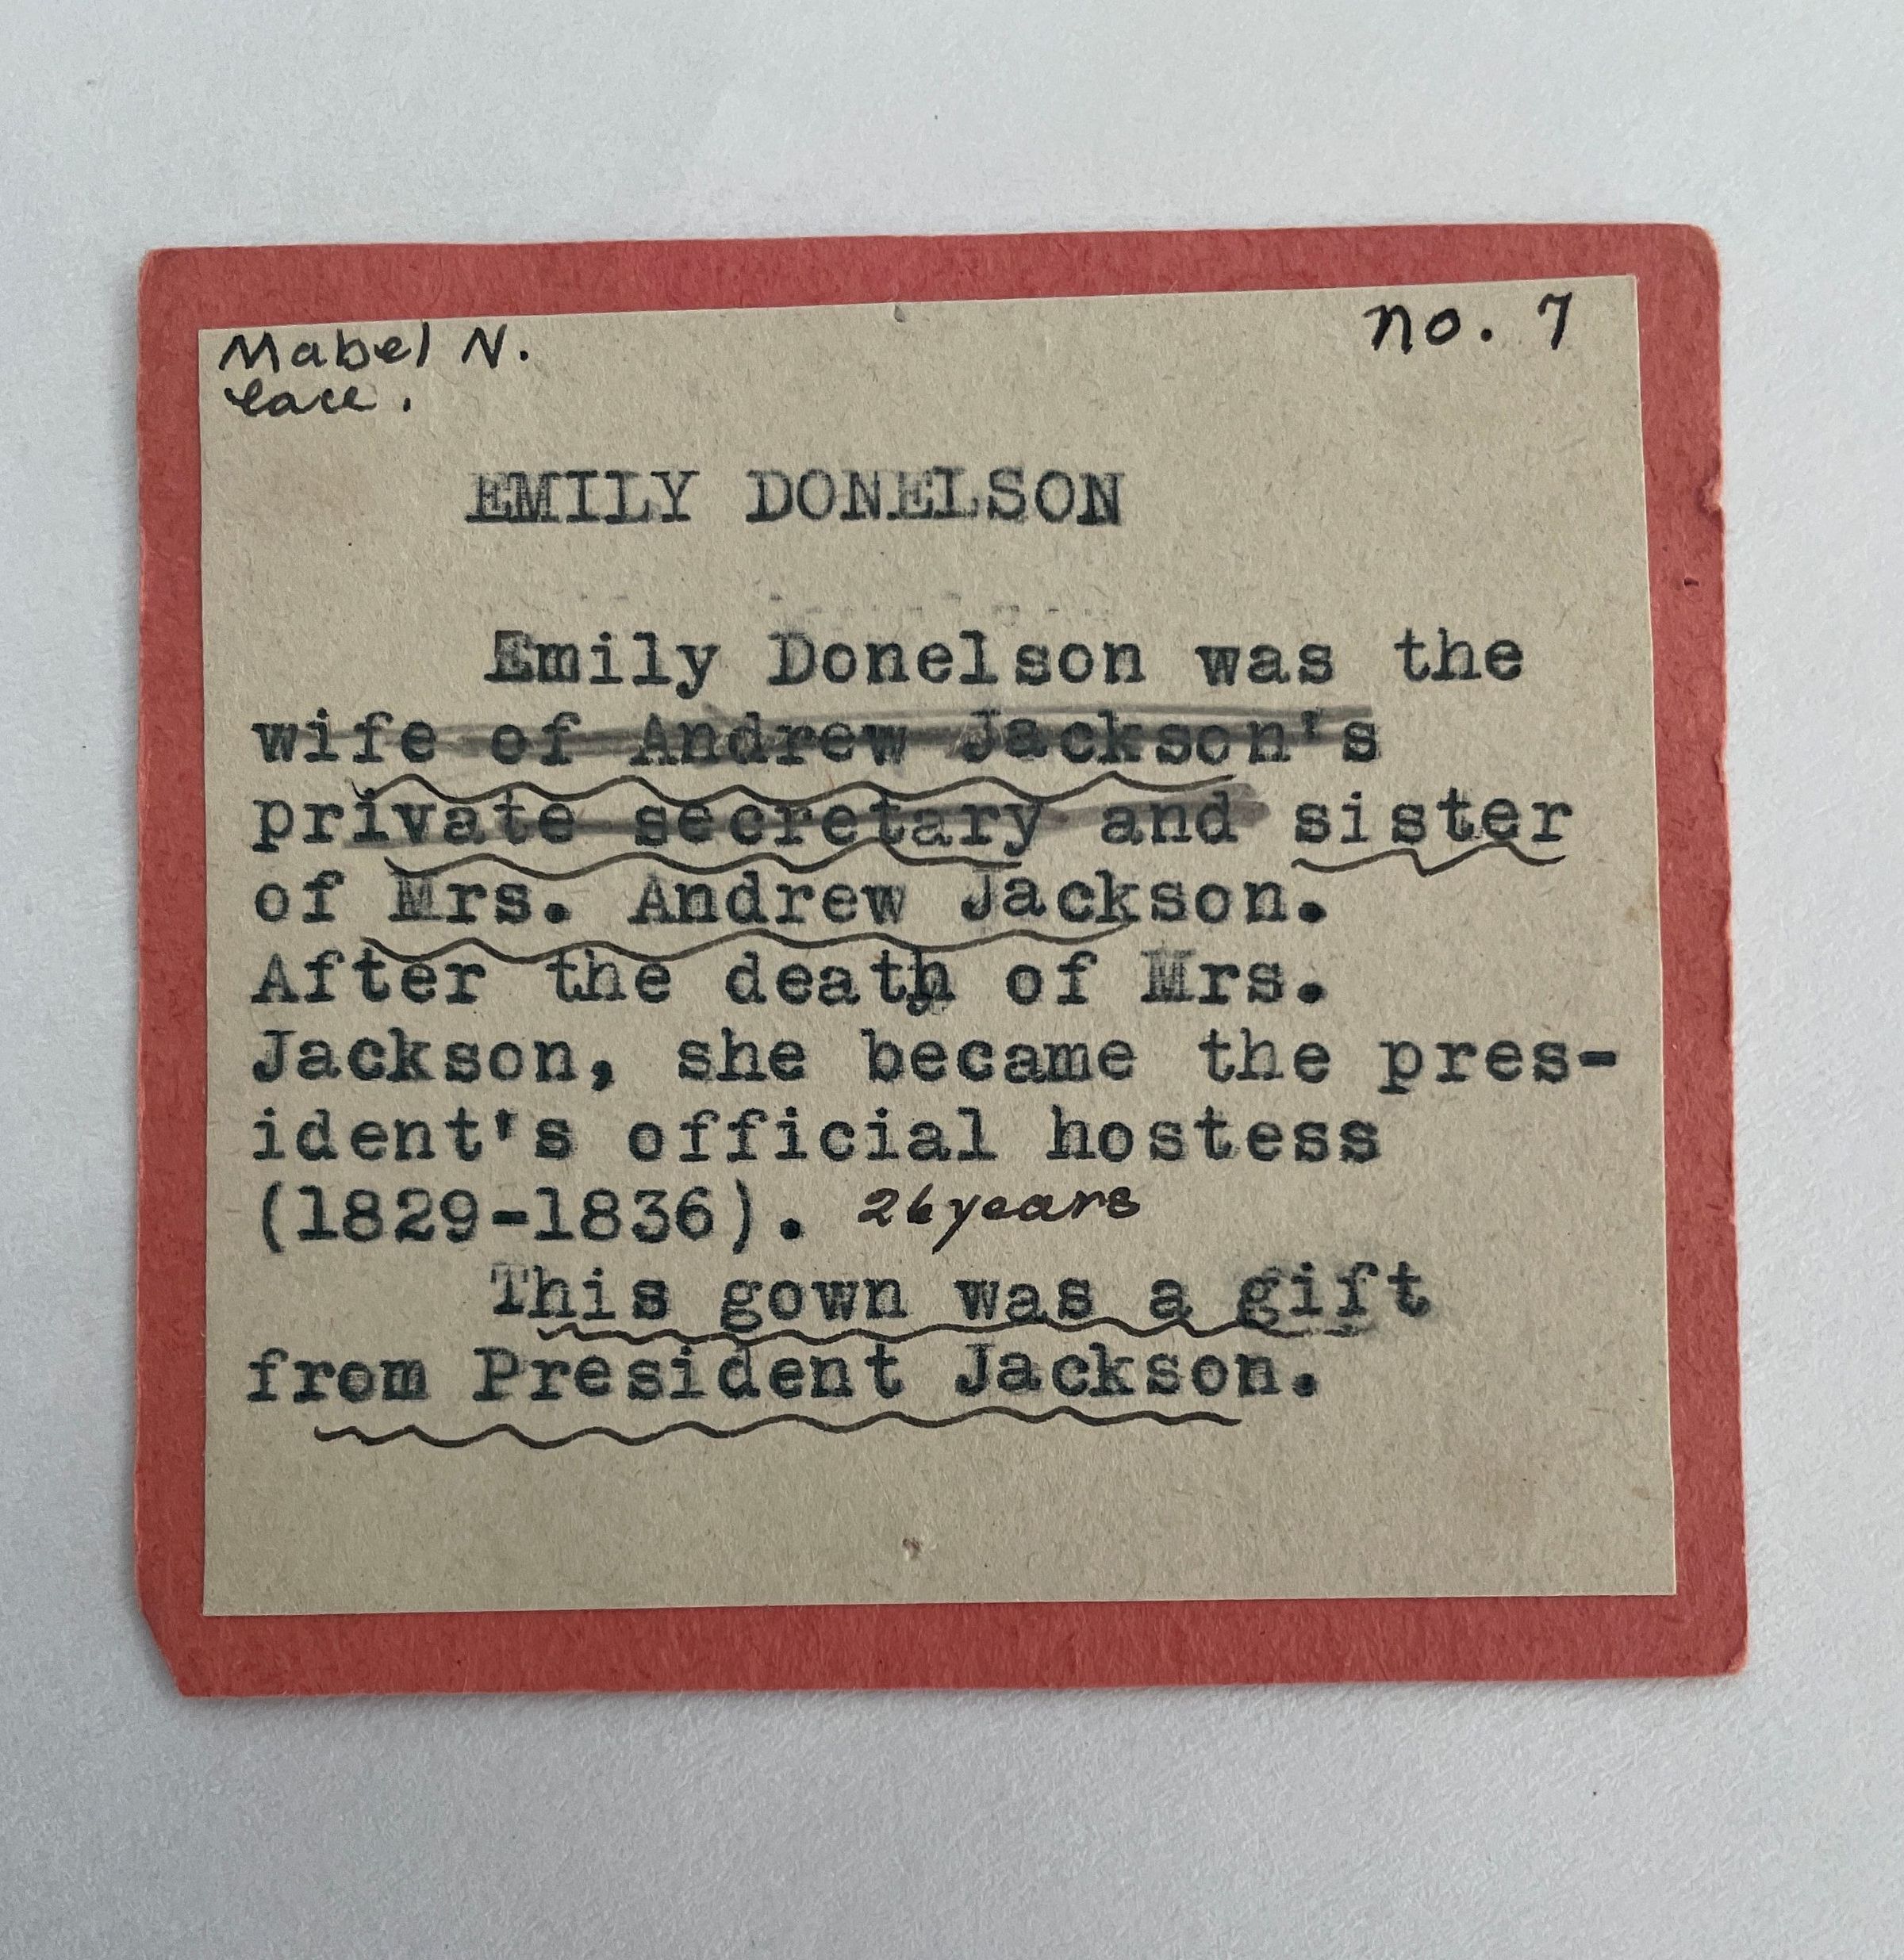 Mabel N. no. 7
lace.
EMILY DONELSON
Emily Donelson was the
wife of Andrew Jackson's
private secretary and sister
of Mrs. Andrew Jackson.
After the death of Mrs.
Jackson, she became the pres-
ident's official hostess
(1829-1836). 26 years
This gown was a gift
from President Jackson.